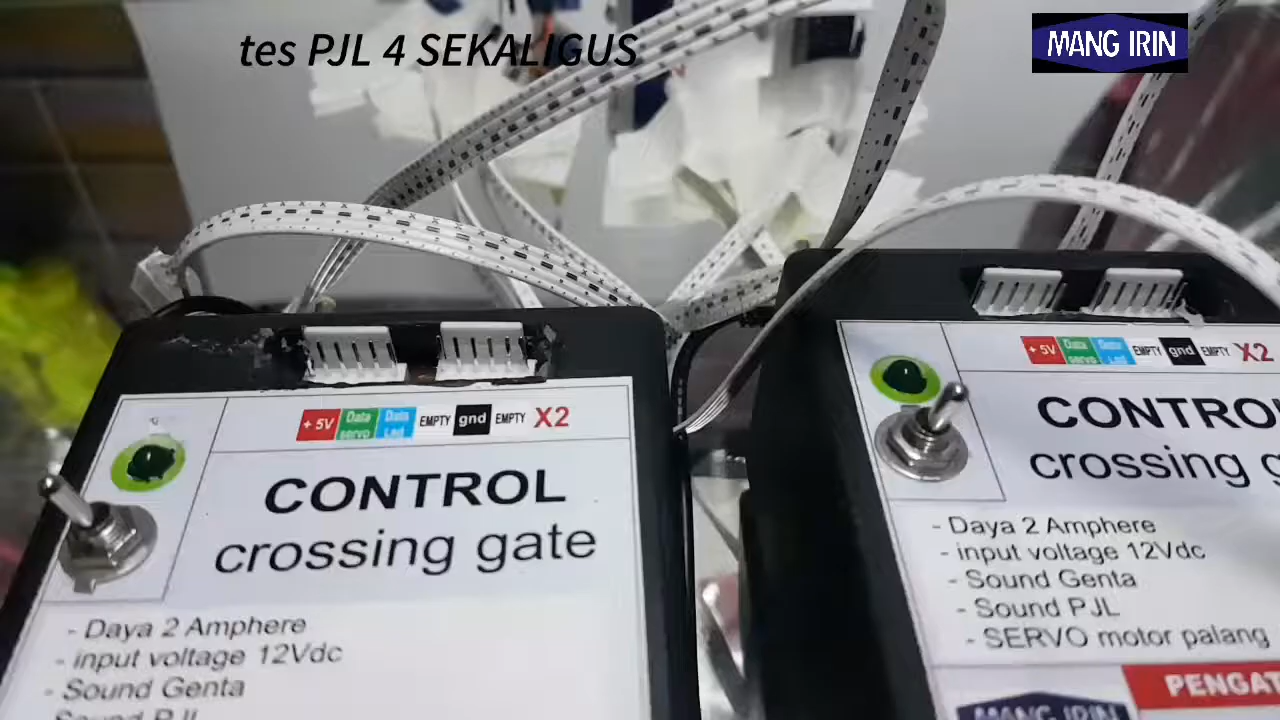 tes PJL 4 SEKALIGUS
MANG IRIN
+ 5V Data servo Data Led EMPTY gnd EMPTY X2
CONTROL
crossing gate
- Daya 2 Amphere
- input voltage 12Vdc
- Sound Genta
Sound PJL
+ 5V Data servo Data Led EMPTY gnd EMPTY X2
CONTROL
crossing g
- Daya 2 Amphere
- input voltage 12Vdc
- Sound Genta
- Sound PJL
- SERVO motor palang
PENGAT
MANG IRIN